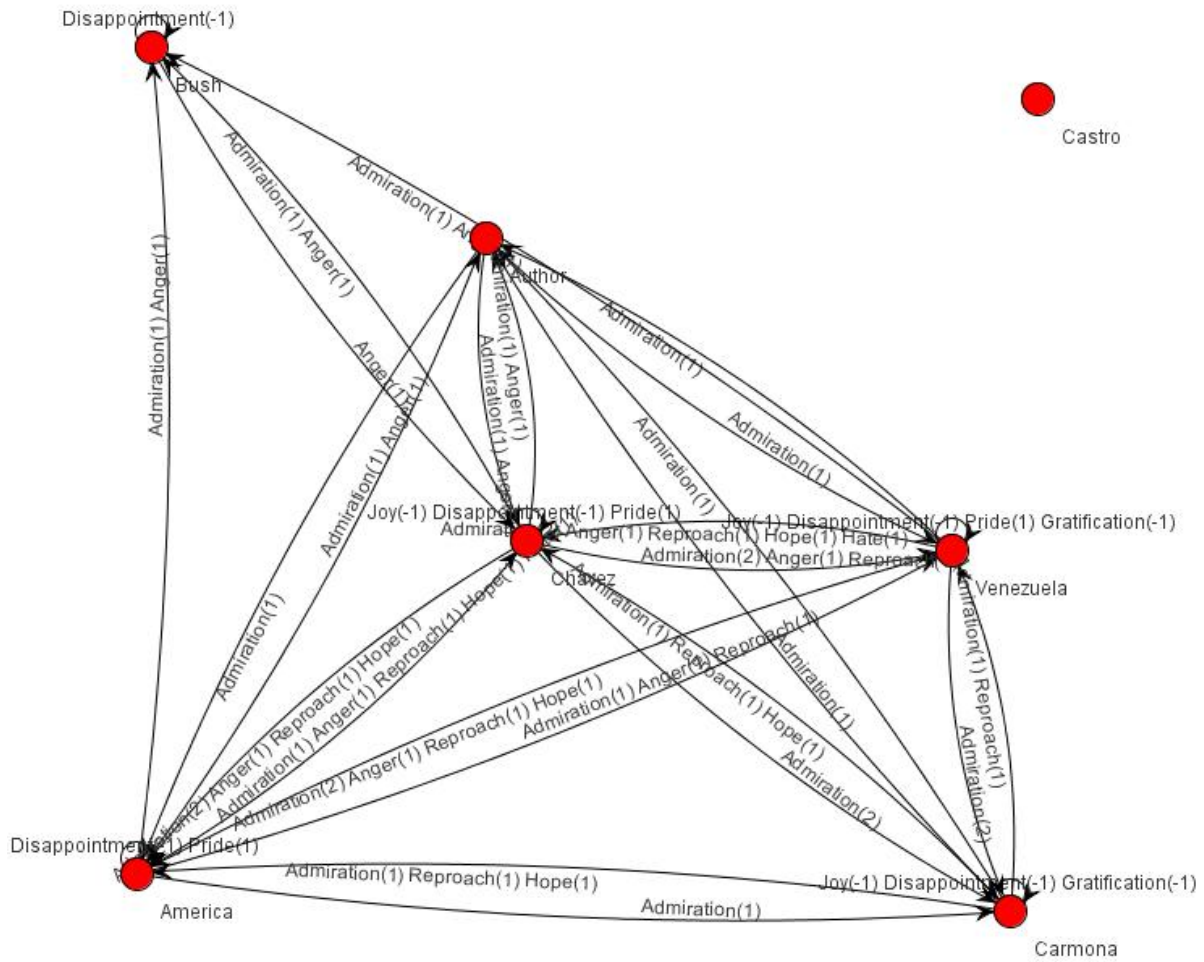 Disappointment(-1)
Bush
Castro
Admiration(1) Anger(1)
Admiration(1)
Author
Admiration(1) Anger(1)
Anger(1)
Admiration(1)
Anger(1)
Admiration(1)
Admiration(1) Anger(1)
Admiration(1)
Admiration(1) Anger(1)
Joy(-1) Disappointment(-1) Pride(1)
Joy(-1) Disappointment(-1) Pride(1) Gratification(-1)
Anger(1) Reproach(1) Hope(1) Hate(1)
Admiration(2) Anger(1)
Chavez
Venezuela
Admiration(1)
Admiration(1) Reproach(1) Hope(1)
Admiration(1)
Reproach(1)
Admiration(2)
Anger(1) Reproach(1) Hope(1)
Admiration(1) Anger(1) Reproach(1) Hope(1)
Admiration(2) Anger(1) Reproach(1) Hope(1)
Admiration(1) Anger(1) Reproach(1)
Admiration(2)
Pride(1)
America
Admiration(1) Reproach(1) Hope(1)
Admiration(1)
Joy(-1) Disappointment(-1) Gratification(-1)
Carmona